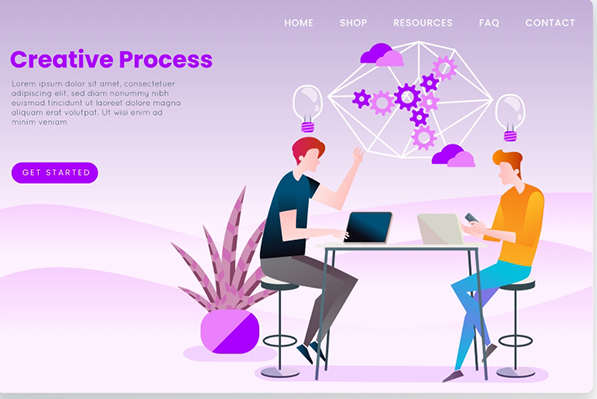 HOME SHOP RESOURCES FAQ CONTACT
Creative Process
Lorem ipsum dolor sit amet, consectetuer
adipiscing elit, sed diam nonummy nibh
euismod tincidunt ut laoreet dolore magna
aliquam erat volutpat. Ut wisi enim ad
minim veniam
GET STARTED